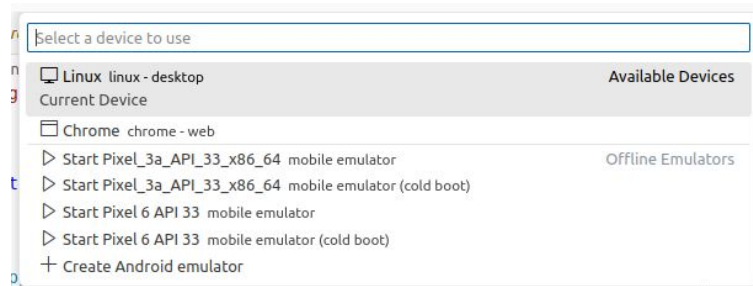 Select a device to use
Linux linux - desktop Available Devices
Current Device
Chrome chrome - web
Start Pixel_3a_API_33_x86_64 mobile emulator Offline Emulators
Start Pixel_3a_API_33_x86_64 mobile emulator (cold boot)
Start Pixel 6 API 33 mobile emulator
Start Pixel 6 API 33 mobile emulator (cold boot)
Create Android emulator